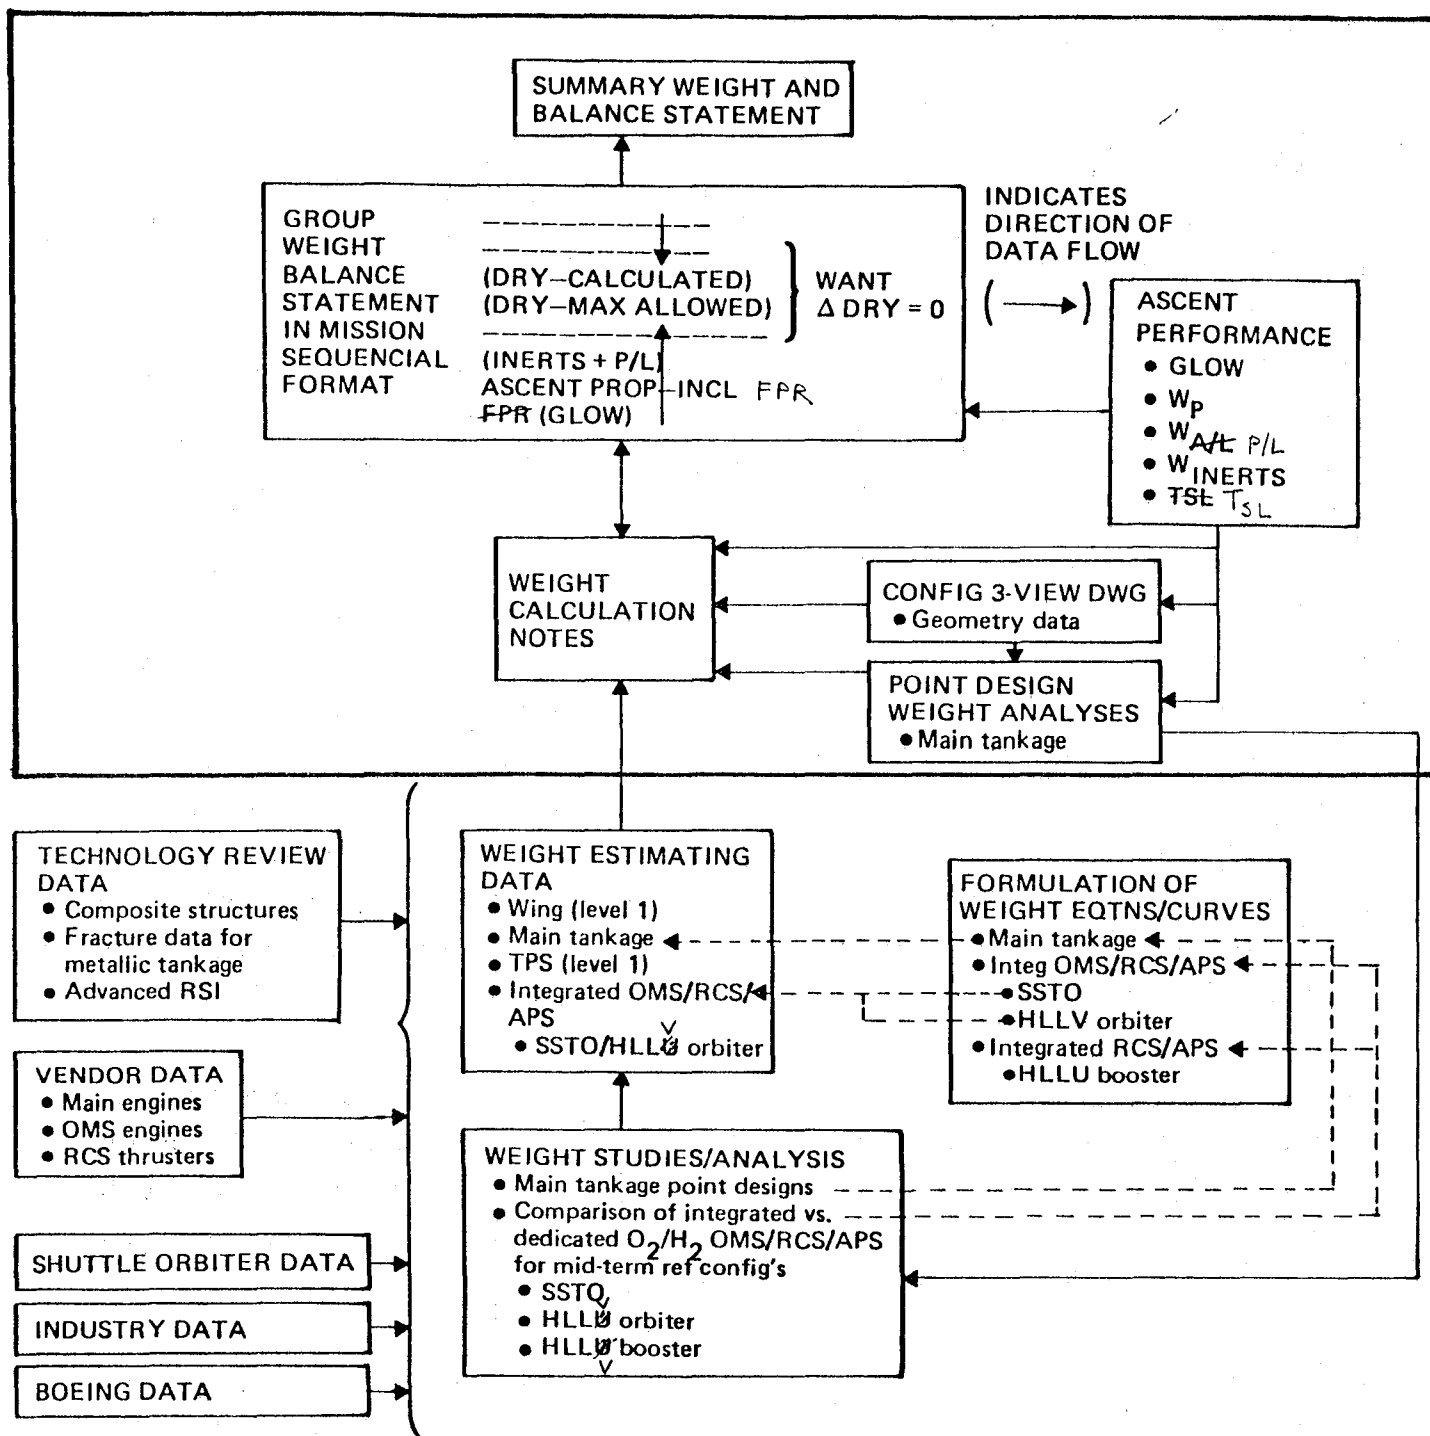 SUMMARY WEIGHT AND
BALANCE STATEMENT
GROUP
WEIGHT
BALANCE
STATEMENT
IN MISSION
SEQUENCIAL
FORMAT
(DRY–CALCULATED)
(DRY–MAX ALLOWED)
(INERTS + P/L)
ASCENT PROP–INCL FPR
FPR (GLOW)
WANT
Δ DRY = 0
INDICATES
DIRECTION OF
DATA FLOW
ASCENT
PERFORMANCE
• GLOW
• WP
• WA/L P/L
• WINERTS
• TSL TSL
WEIGHT
CALCULATION
NOTES
CONFIG 3-VIEW DWG
• Geometry data
POINT DESIGN
WEIGHT ANALYSES
• Main tankage
TECHNOLOGY REVIEW
DATA
• Composite structures
• Fracture data for
metallic tankage
• Advanced RSI
VENDOR DATA
• Main engines
• OMS engines
• RCS thrusters
SHUTTLE ORBITER DATA
INDUSTRY DATA
BOEING DATA
WEIGHT ESTIMATING
DATA
• Wing (level 1)
• Main tankage
• TPS (level 1)
• Integrated OMS/RCS/
APS
• SSTO/HLLV orbiter
FORMULATION OF
WEIGHT EQTNS/CURVES
• Main tankage
• Integ OMS/RCS/APS
• SSTO
• HLLV orbiter
• Integrated RCS/APS
• HLLU booster
WEIGHT STUDIES/ANALYSIS
• Main tankage point designs
• Comparison of integrated vs.
dedicated O2/H2 OMS/RCS/APS
for mid-term ref config's
• SSTO
• HLLV orbiter
• HLLV booster